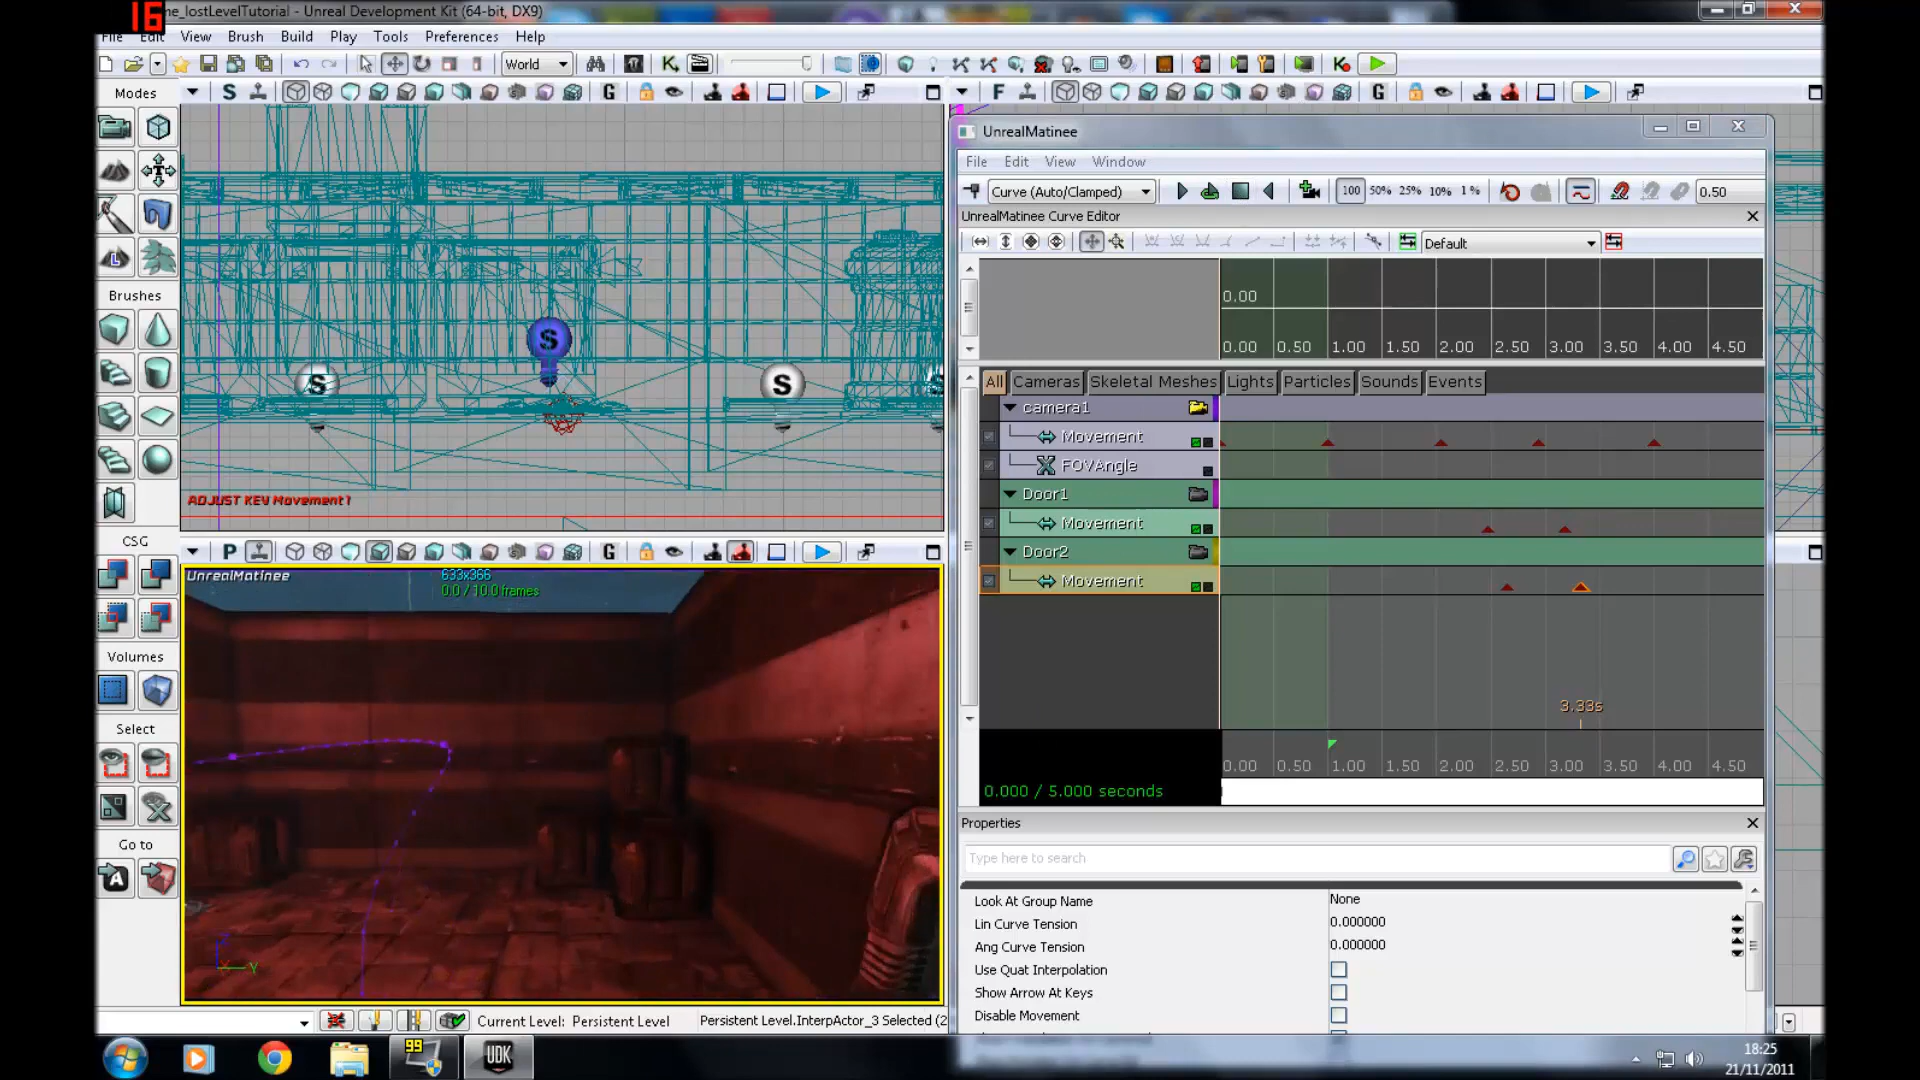 16
ne_lostLevelTutorial - Unreal Development Kit (64-bit, DX9)
File Edit View Brush Build Play Tools Preferences Help
World
Modes
S G
F G
UnrealMatinee
File Edit View Window
Curve (Auto/Clamped) 100 50% 25% 10% 1 % 0.50
UnrealMatinee Curve Editor
Default
0.00
0.00 0.50 1.00 1.50 2.00 2.50 3.00 3.50 4.00 4.50
All Cameras Skeletal Meshes Lights Particles Sounds Events
camera1
Movement
FOVAngle
Door1
Movement
Door2
Movement
3.33s
0.00 0.50 1.00 1.50 2.00 2.50 3.00 3.50 4.00 4.50
0.000 / 5.000 seconds
Properties
Type here to search
Look At Group Name None
Lin Curve Tension 0.000000
Ang Curve Tension 0.000000
Use Quat Interpolation
Show Arrow At Keys
Disable Movement
Brushes
S
S
S
ADJUST KEY Movement1
CSG
P G
UnrealMatinee
633x366
0.0 / 10.0 frames
Volumes
Select
Go to
A
Y
Current Level: Persistent Level
Persistent Level.InterpActor_3 Selected (2
99
UDK
18:25
21/11/2011